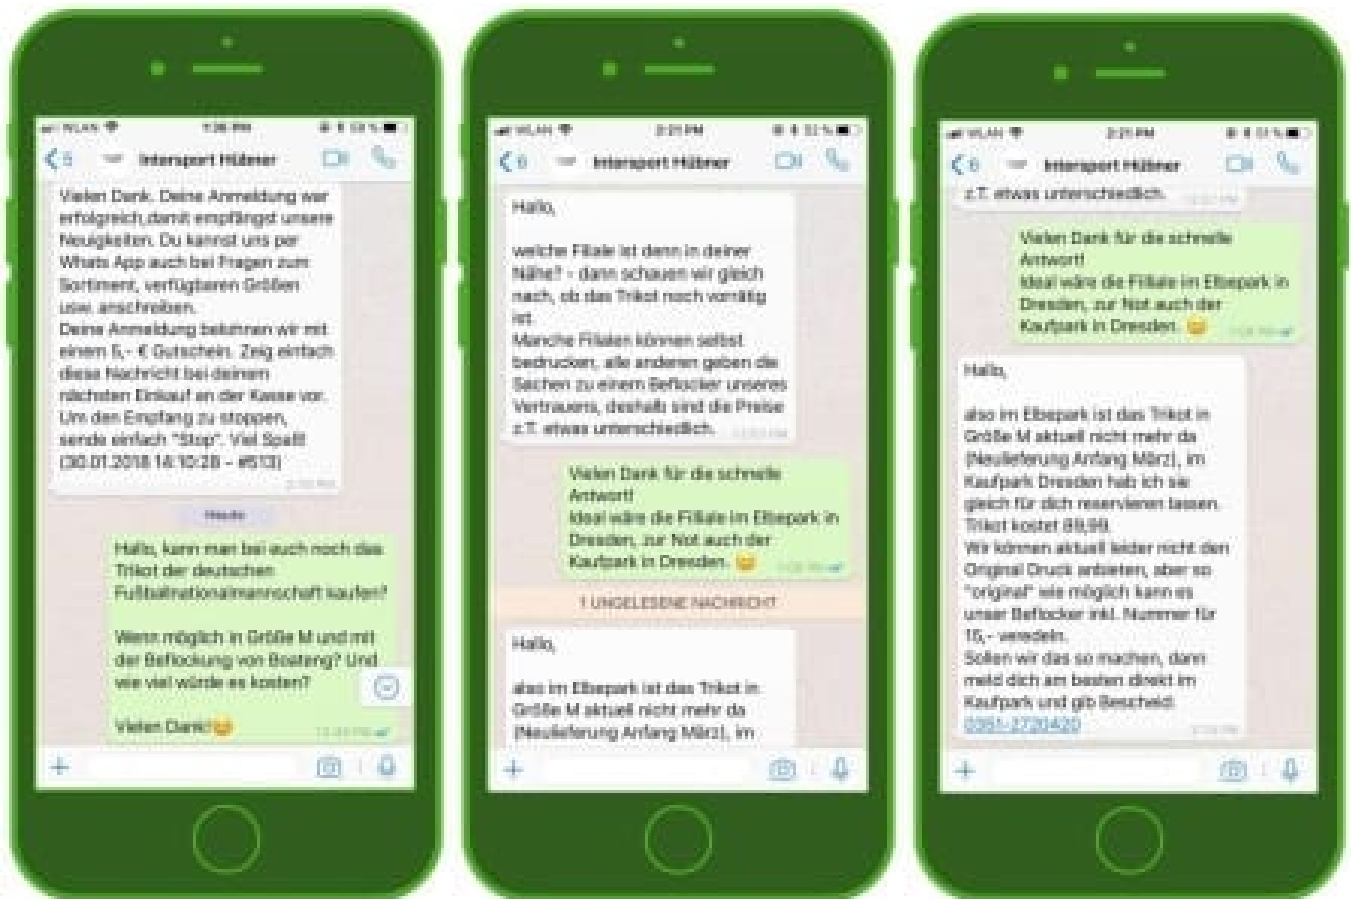 WLAN 1:36 PM
5 Intersport Hübner
Vielen Dank. Deine Anmeldung war
erfolgreich,damit empfängst unsere
Neuigkeiten. Du kannst uns per
Whats App auch bei Fragen zum
Sortiment, verfügbaren Größen
usw. anschreiben.
Deine Anmeldung belohnen wir mit
einem 5,- € Gutschein. Zeig einfach
diese Nachricht bei deinem
nächsten Einkauf an der Kasse vor.
Um den Empfang zu stoppen,
sende einfach "Stop". Viel Spaß!
(30.01.2018 14:10:28 - #513)
Heute
Hallo, kann man bei euch noch das
Trikot der deutschen
Fußballnationalmannschaft kaufen?
Wenn möglich in Größe M und mit
der Beflockung von Boateng? Und
wie viel würde es kosten?
Vielen Dank!
WLAN 2:21 PM
6 Intersport Hübner
Hallo,
welche Filiale ist denn in deiner
Nähe? - dann schauen wir gleich
nach, ob das Trikot noch vorrätig
ist.
Manche Filialen können selbst
bedrucken, alle anderen geben die
Sachen zu einem Beflocker unseres
Vertrauens, deshalb sind die Preise
z.T. etwas unterschiedlich.
Vielen Dank für die schnelle
Antwort!
Ideal wäre die Filliale im Elbepark in
Dresden, zur Not auch der
Kaufpark in Dresden.
1 UNGELESENE NACHRICHT
Hallo,
also im Elbepark ist das Trikot in
Größe M aktuell nicht mehr da
(Neulieferung Anfang März), im
WLAN 2:21 PM
6 Intersport Hübner
z.T. etwas unterschiedlich.
Vielen Dank für die schnelle
Antwort!
Ideal wäre die Filliale im Elbepark in
Dresden, zur Not auch der
Kaufpark in Dresden.
Hallo,
also im Elbepark ist das Trikot in
Größe M aktuell nicht mehr da
(Neulieferung Anfang März), im
Kaufpark Dresden hab ich sie
gleich für dich reservieren lassen.
Trikot kostet 89,99.
Wir können aktuell leider nicht den
Original Druck anbieten, aber so
"original" wie möglich kann es
unser Beflocker inkl. Nummer für
15,- veredeln.
Sollen wir das so machen, dann
meld dich am besten direkt im
Kaufpark und gib Bescheid:
0351-2720420